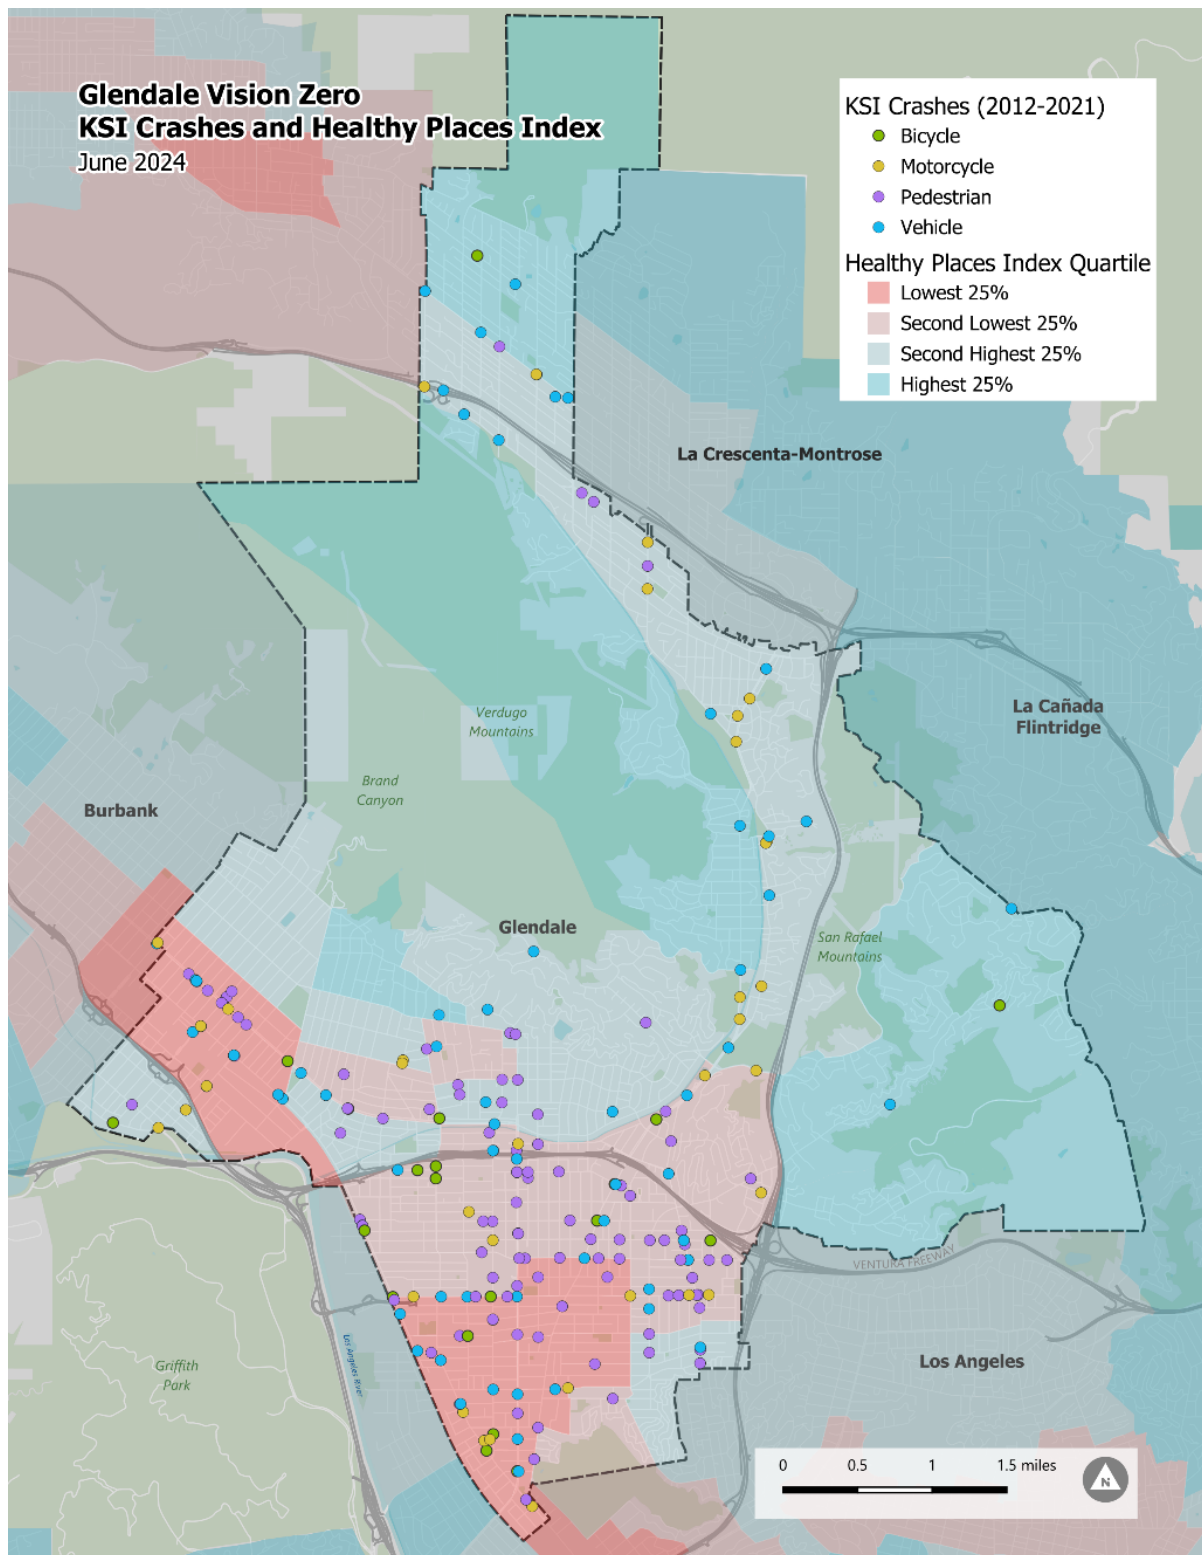 Glendale Vision Zero
KSI Crashes and Healthy Places Index
June 2024
KSI Crashes (2012-2021)
Bicycle
Motorcycle
Pedestrian
Vehicle
Healthy Places Index Quartile
Lowest 25%
Second Lowest 25%
Second Highest 25%
Highest 25%
La Crescenta-Montrose
La Cañada
Flintridge
Verdugo
Mountains
Brand
Canyon
Burbank
Glendale
San Rafael
Mountains
VENTURA FREEWAY
Los Angeles River
Griffith
Park
Los Angeles
0 0.5 1 1.5 miles
N